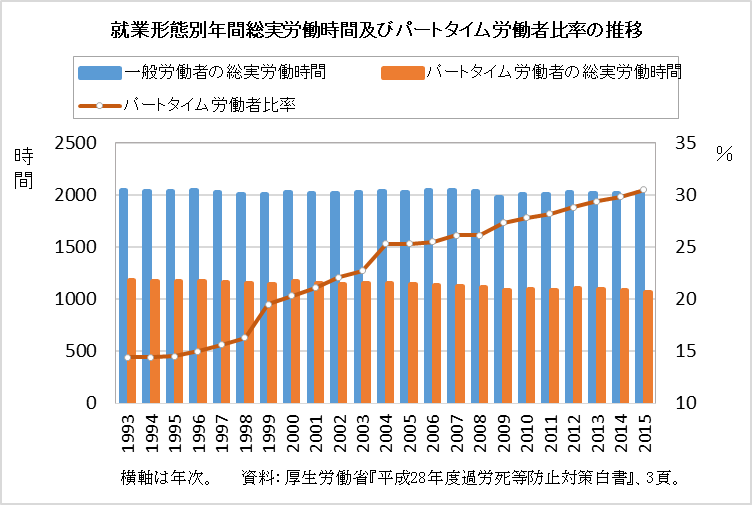 就業形態別年間総実労働時間及びパートタイム労働者比率の推移
一般労働者の総実労働時間
パートタイム労働者の総実労働時間
パートタイム労働者比率
時間
%
2500
2000
1500
1000
500
0
35
30
25
20
15
10
1993 1994 1995 1996 1997 1998 1999 2000 2001 2002 2003 2004 2005 2006 2007 2008 2009 2010 2011 2012 2013 2014 2015
横軸は年次。 資料:厚生労働省『平成28年度過労死等防止対策白書』、3頁。